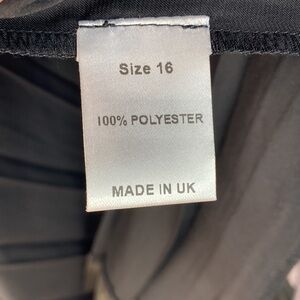 Size 16
100% POLYESTER
MADE IN UK